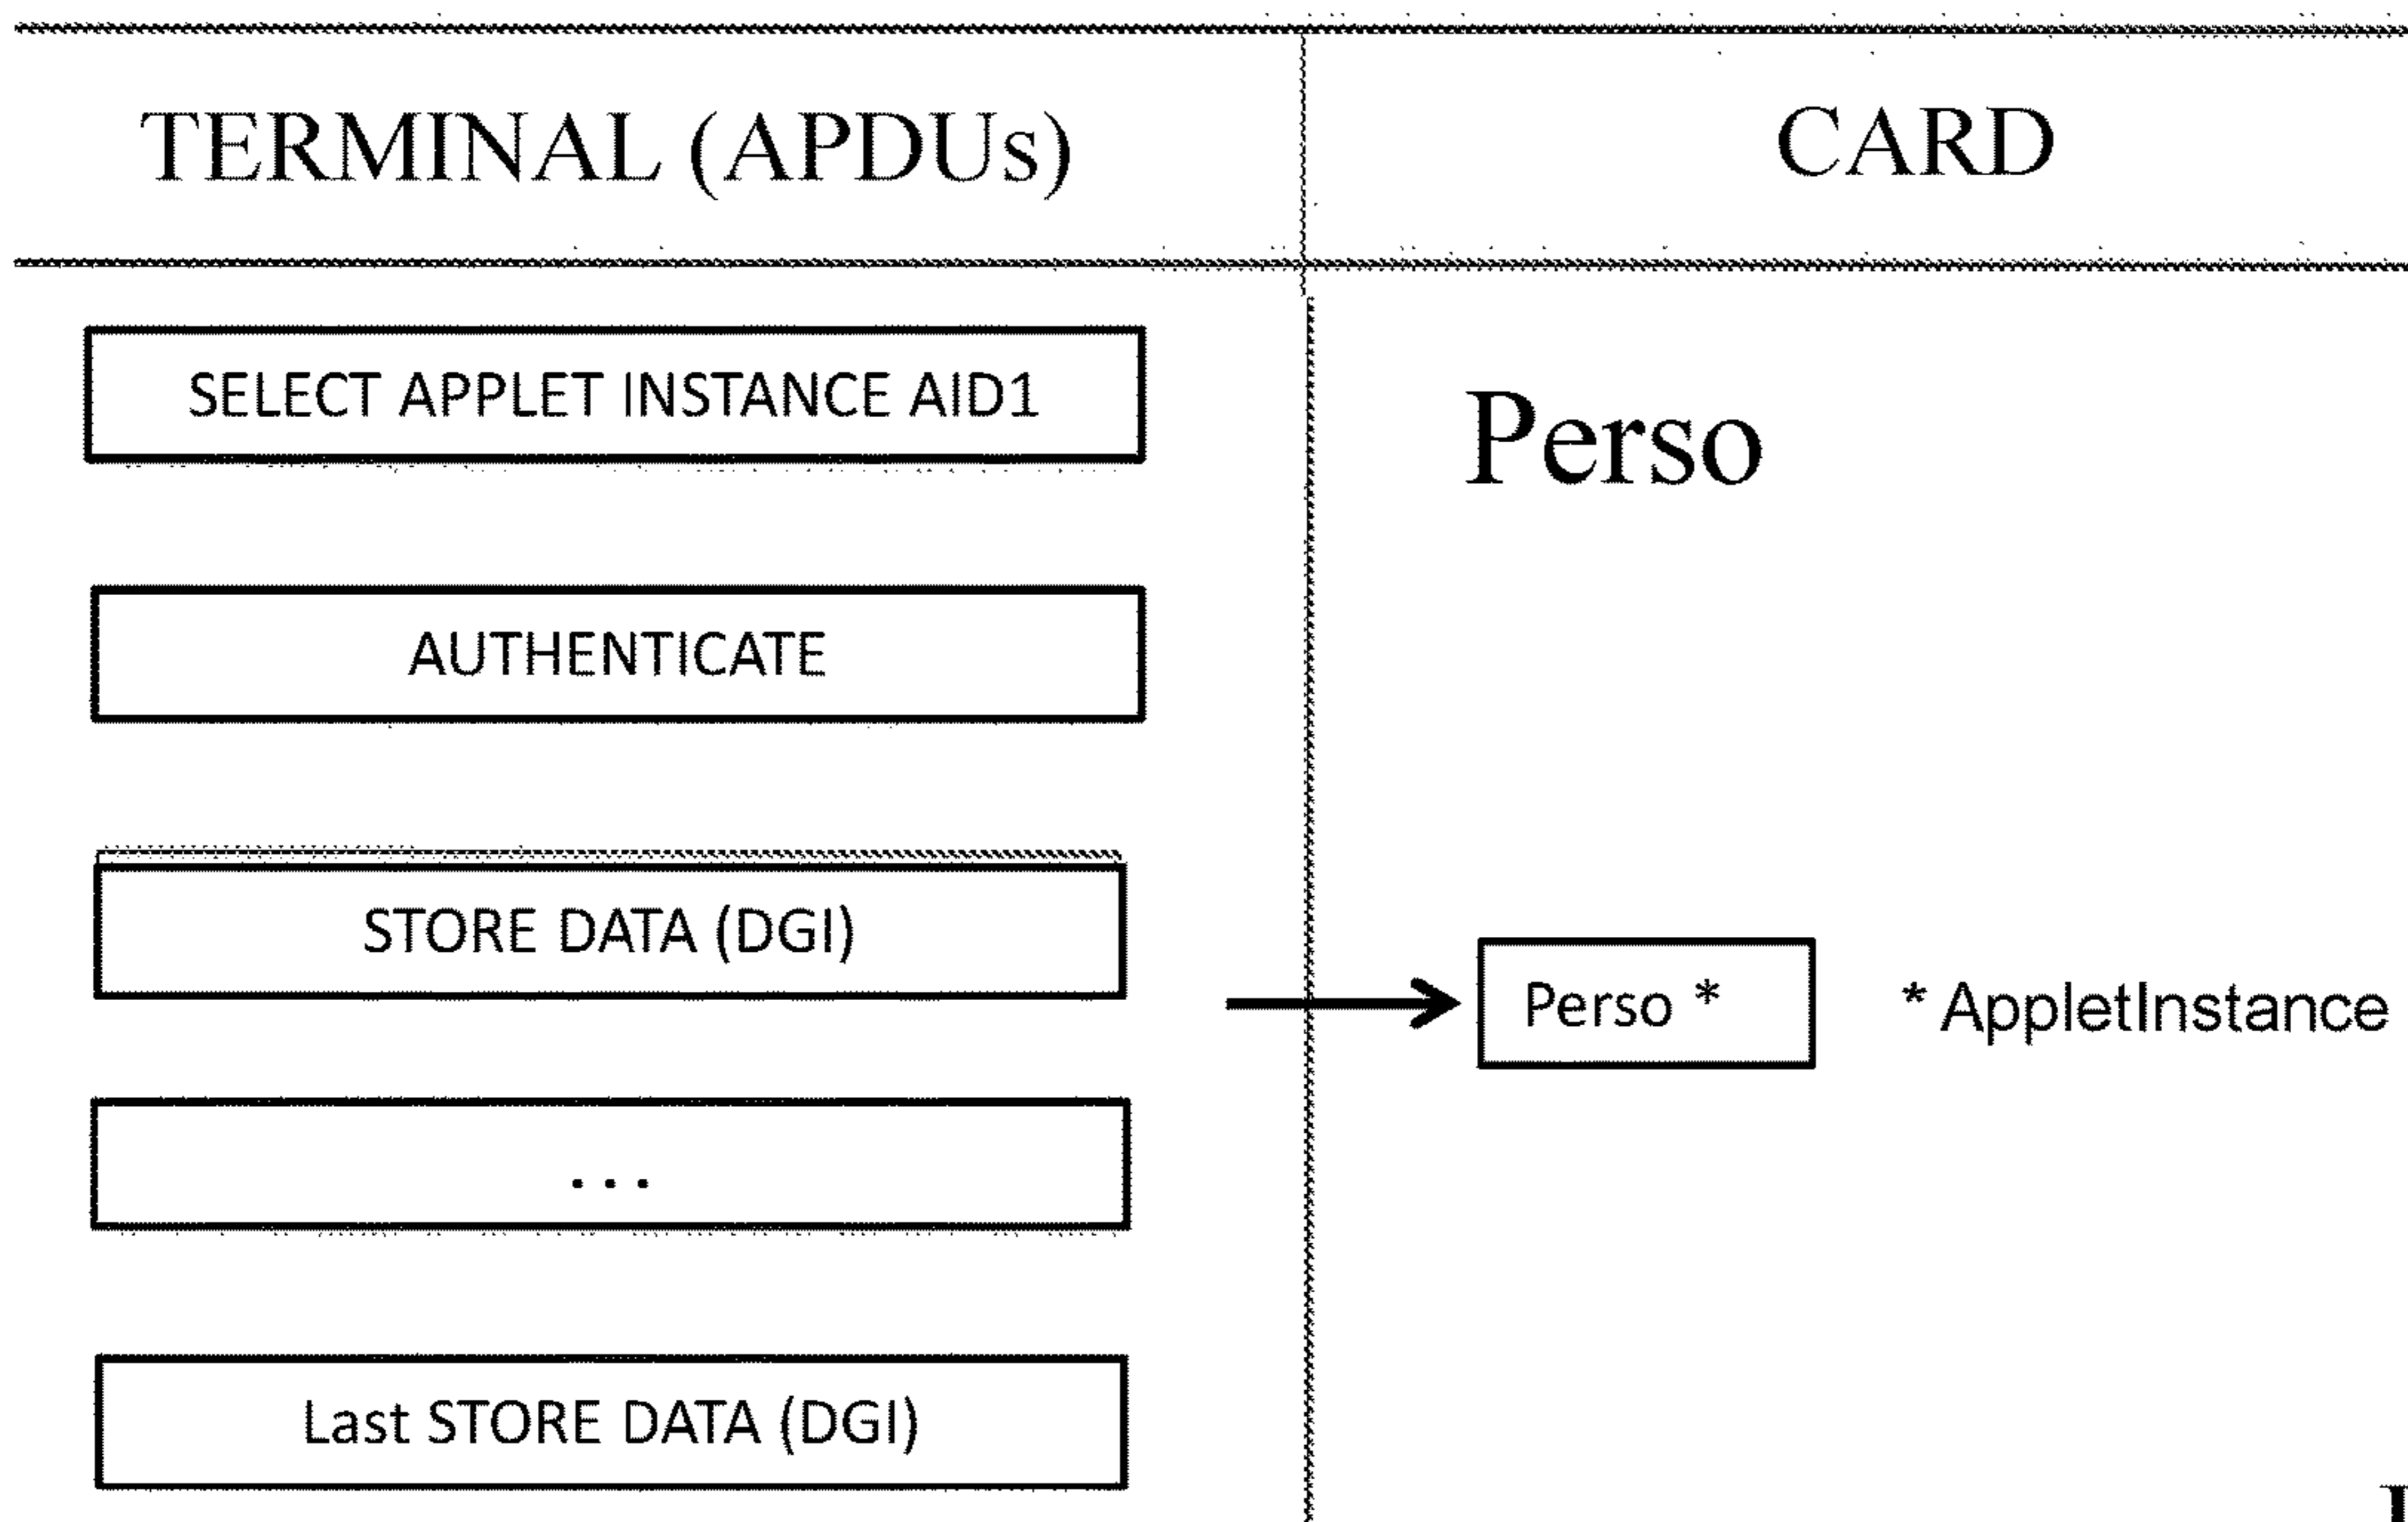 TERMINAL (APDUs)
CARD
SELECT APPLET INSTANCE AID1
Perso
AUTHENTICATE
STORE DATA (DGI)
Perso *
* AppletInstance
...
Last STORE DATA (DGI)